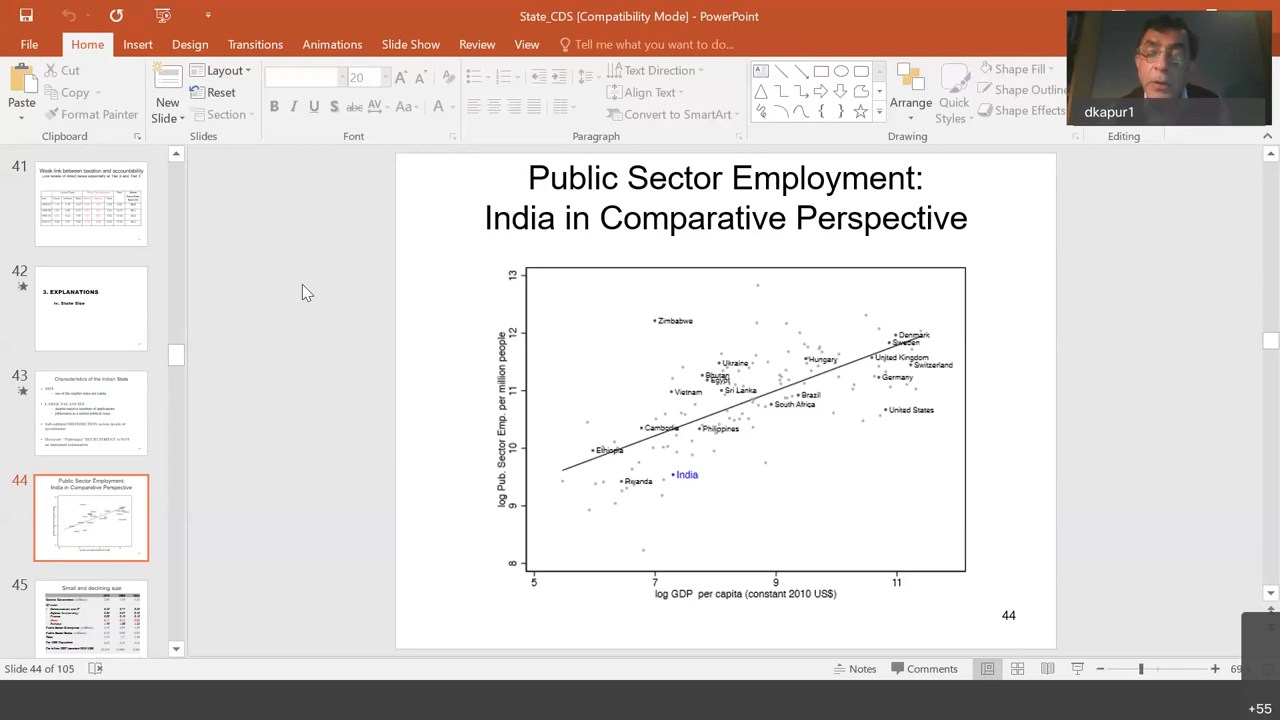 State_CDS [Compatibility Mode] - PowerPoint
File Home Insert Design Transitions Animations Slide Show Review View Tell me what you want to do...
Paste
Cut
Copy
Format Painter
Clipboard
New Slide
Layout
Reset
Section
Slides
20
B I U S abc AV Aa A
Font
Text Direction
Align Text
Convert to SmartArt
Paragraph
Arrange
Quick Styles
Shape Fill
Shape Outline
Shape Effects
Drawing
Editing
dkapur1
41
Weak link between taxation and accountability
42
3. EXPLANATIONS
iv. State Size
43
Characteristics of the Indian State
44
Public Sector Employment:
India in Comparative Perspective
45
Small and declining size
Public Sector Employment:
India in Comparative Perspective
log Pub. Sector Emp. per million people
13
12
11
10
9
8
Zimbabwe
Denmark
Sweden
United Kingdom
Switzerland
Hungary
Ukraine
Bhutan
Egypt
Germany
Vietnam
Sri Lanka
Brazil
South Africa
United States
Cambodia
Philippines
Ethiopia
India
Rwanda
5 7 9 11
log GDP per capita (constant 2010 US$)
44
Slide 44 of 105
Notes
Comments
+55